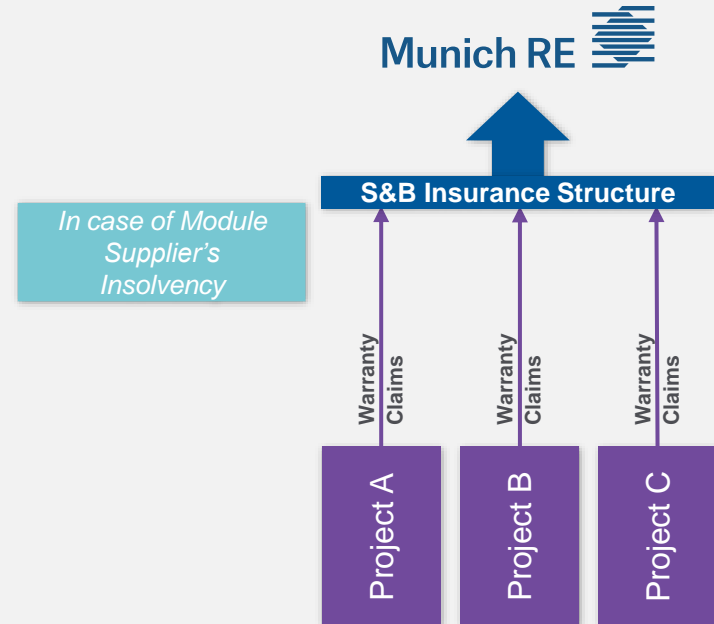 Munich RE
S&B Insurance Structure
In case of Module
Supplier's
Insolvency
Warranty
Claims
Warranty
Claims
Warranty
Claims
Project A
Project B
Project C